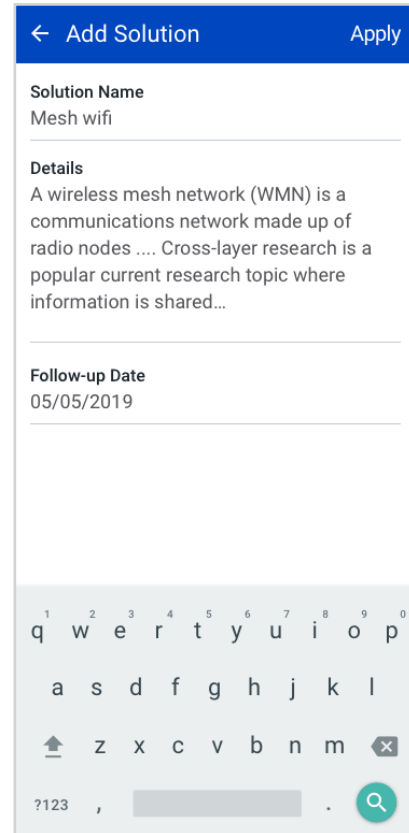 Add Solution Apply
Solution Name
Mesh wifi
Details
A wireless mesh network (WMN) is a
communications network made up of
radio nodes .... Cross-layer research is a
popular current research topic where
information is shared...
Follow-up Date
05/05/2019
1 2 3 4 5 6 7 8 9 0
q w e r t y u i o p
a s d f g h j k l
z x c v b n m
?123 , .